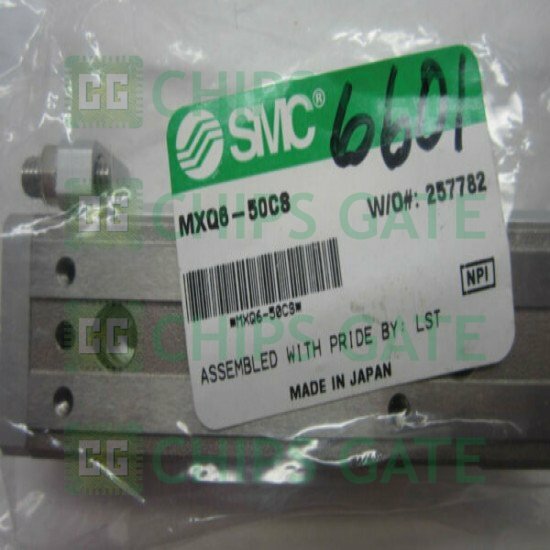 SMC®
6601
MXQ6-50CS
W/O#: 257782
*MXQ6-50CS*
NPI
ASSEMBLED WITH PRIDE BY: LST
MADE IN JAPAN
CHIPS GATE
CHIPS GATE
CHIPS GATE
CHIPS GATE